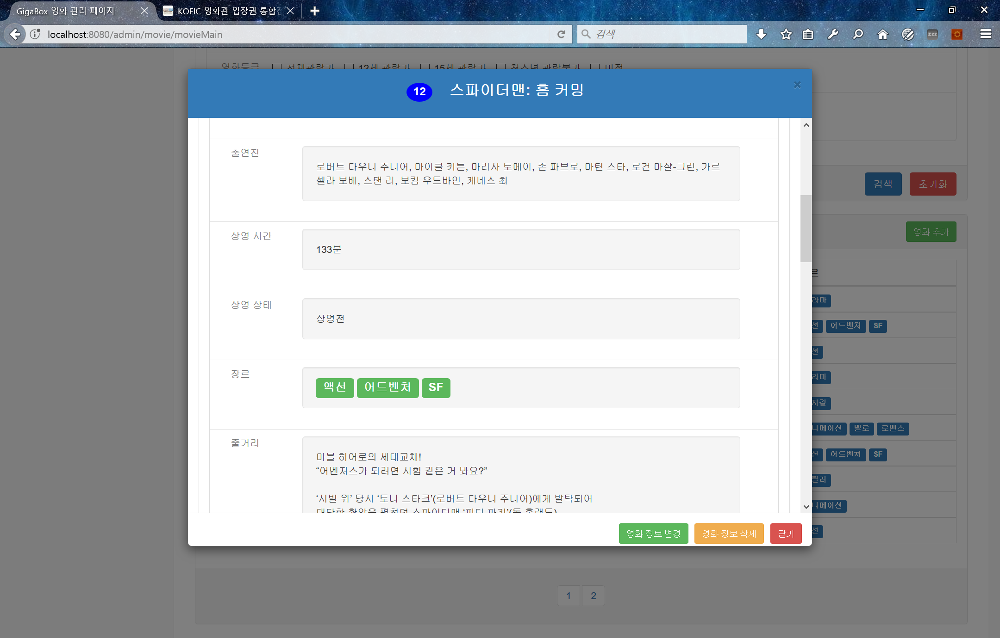 GigaBox 영화 관리 페이지
KOFIC 영화관 입장권 통합
localhost:8080/admin/movie/movieMain
검색
영화등급 전체관람가 12세 관람가 15세 관람가 청소년 관람불가 미정
12 스파이더맨: 홈 커밍
×
출연진
로버트 다우니 주니어, 마이클 키튼, 마리사 토메이, 존 파브로, 마틴 스타, 로건 마샬-그린, 가르
셀라 보베, 스탠 리, 보킴 우드바인, 케네스 최
상영 시간
133분
상영 상태
상영전
장르
액션 어드벤처 SF
줄거리
마블 히어로의 세대교체!
“어벤져스가 되려면 시험 같은 거 봐요?”
‘시빌 워’ 당시 ‘토니 스타크’(로버트 다우니 주니어)에게 발탁되어
대단한 활약을 펼쳤던 스파이더맨 ‘피터 파커’(톰 홀랜드)
영화 정보 변경 영화 정보 삭제 닫기
검색 초기화
영화 추가
르
라마
션 어드벤처 SF
션
라마
지컬
니메이션 멜로 로맨스
션 어드벤처 SF
릴러
니메이션
션
1 2